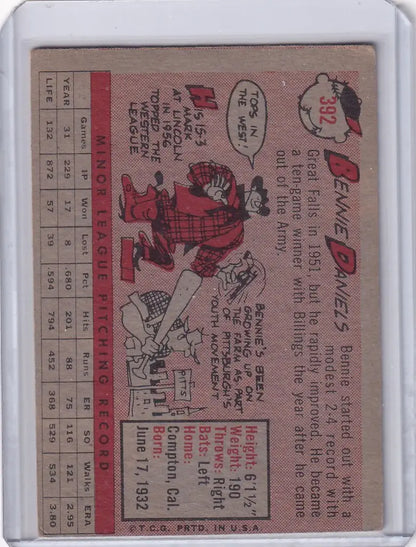 392
BENNIE DANIELS
Bennie started out with a
modest 2-4 record with
Great Falls in 1951, but he rapidly improved. He became
a ten-game winner with Billings the year after he came
out of the Army.
TOPS IN
THE WEST!
HIS 15-3
MARK
AT LINCOLN
IN 1956
TOPPED THE
WESTERN
LEAGUE
BENNIE'S BEEN
GROWING UP ON
THE FARM AS PART
OF PITTSBURGH'S
YOUTH MOVEMENT
PITTS
Height: 6'1½"
Weight: 190
Throws: Right
Bats: Left
Home:
Compton, Cal.
Born:
June 17, 1932
MINOR LEAGUE PITCHING RECORD
Games IP Won Lost Pct Hits Runs ER SO Walks ERA
YEAR 31 229 17 8 .680 201 88 75 116 121 2.95
LIFE 132 872 57 39 .594 794 452 368 529 534 3.80
©T.C.G. PRTD. IN U.S.A.